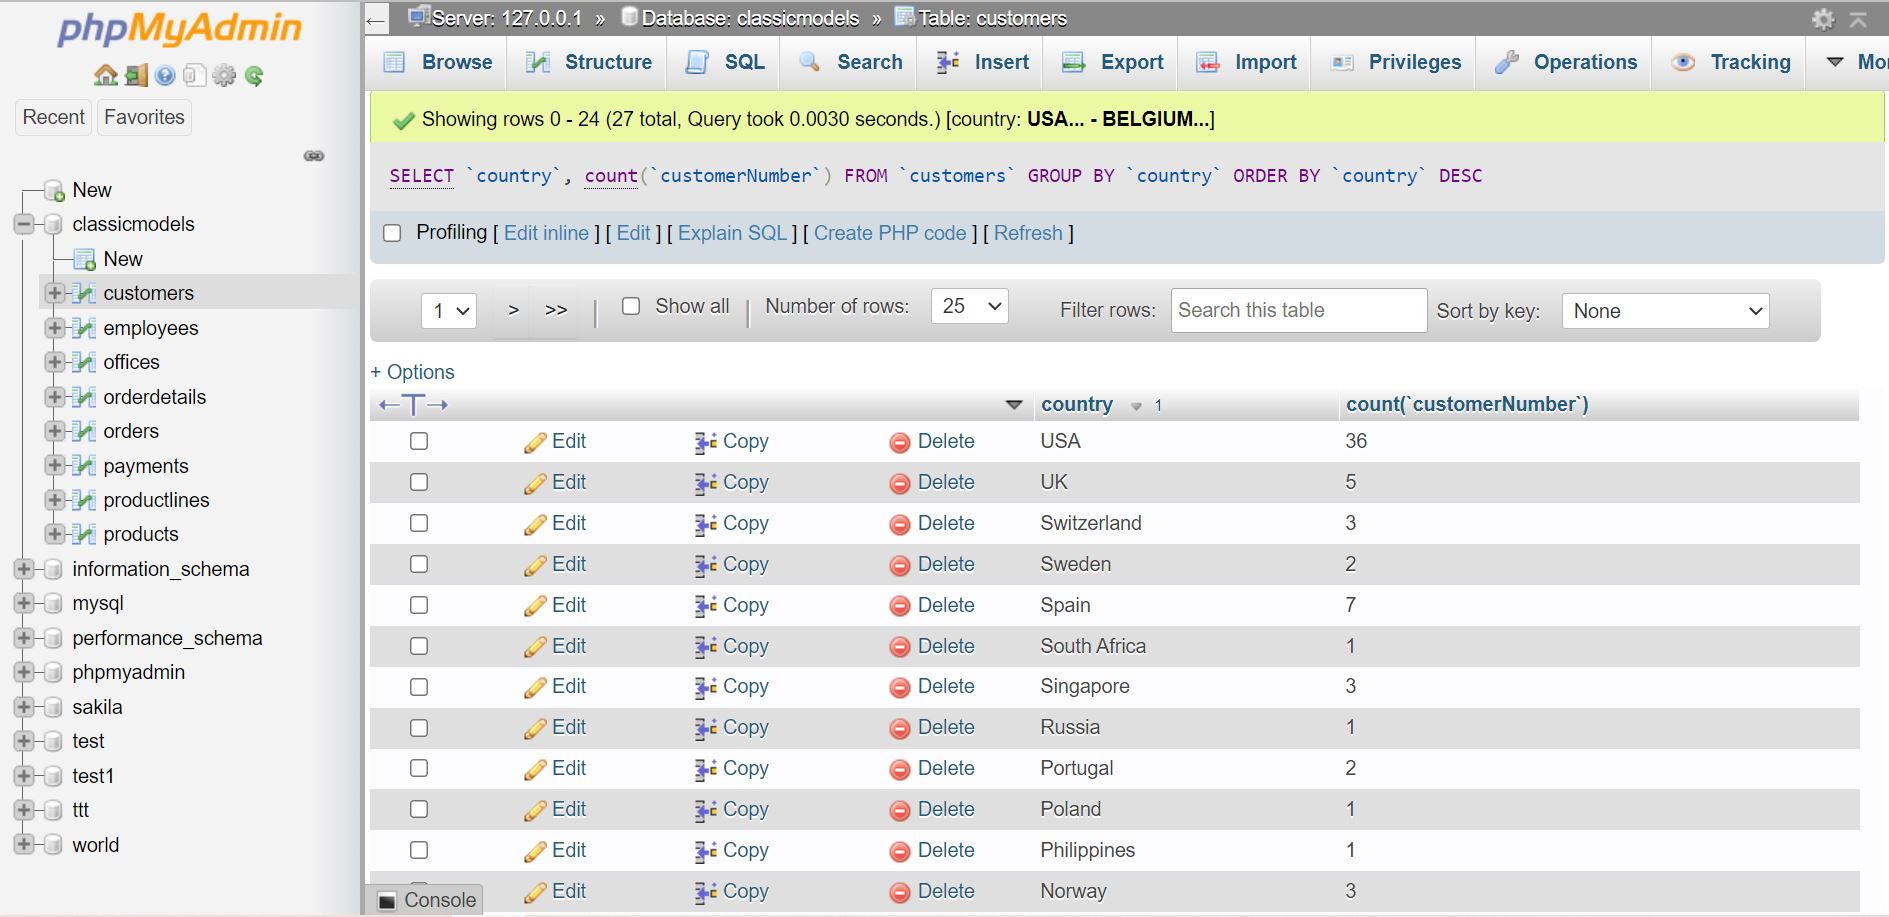 phpMyAdmin
Recent Favorites
New
classicmodels
New
customers
employees
offices
orderdetails
orders
payments
productlines
products
information_schema
mysql
performance_schema
phpmyadmin
sakila
test
test1
ttt
world
Server: 127.0.0.1 » Database: classicmodels » Table: customers
Browse Structure SQL Search Insert Export Import Privileges Operations Tracking Mo
Showing rows 0 - 24 (27 total, Query took 0.0030 seconds.) [country: USA... - BELGIUM...]
SELECT `country`, count(`customerNumber`) FROM `customers` GROUP BY `country` ORDER BY `country` DESC
Profiling [ Edit inline ] [ Edit ] [ Explain SQL ] [ Create PHP code ] [ Refresh ]
1 > >> | Show all | Number of rows: 25 Filter rows: Search this table Sort by key: None
+ Options
←T→ country 1 count(`customerNumber`)
Edit Copy Delete USA 36
Edit Copy Delete UK 5
Edit Copy Delete Switzerland 3
Edit Copy Delete Sweden 2
Edit Copy Delete Spain 7
Edit Copy Delete South Africa 1
Edit Copy Delete Singapore 3
Edit Copy Delete Russia 1
Edit Copy Delete Portugal 2
Edit Copy Delete Poland 1
Edit Copy Delete Philippines 1
Edit Copy Delete Norway 3
Console